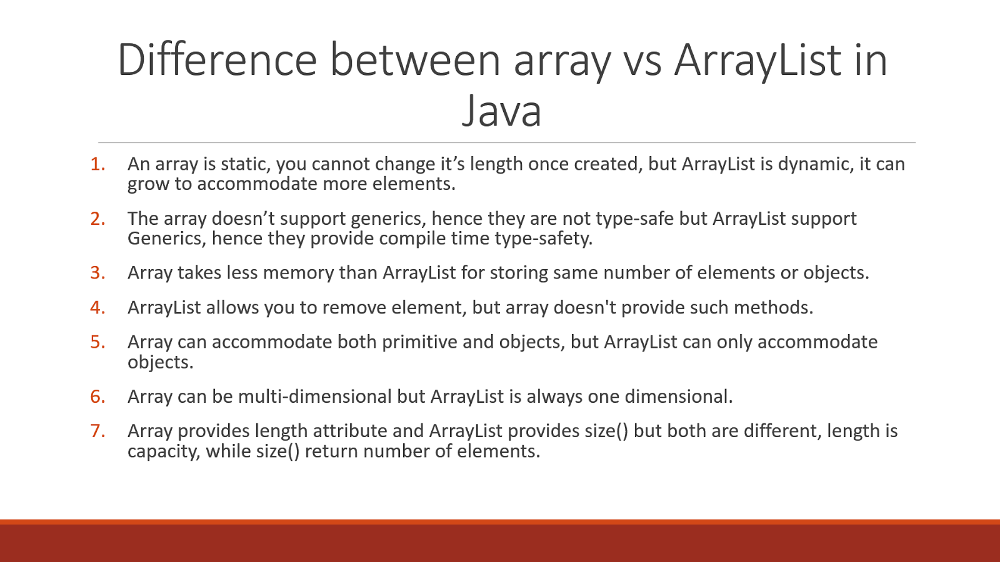 Difference between array vs ArrayList in
Java
1. An array is static, you cannot change it’s length once created, but ArrayList is dynamic, it can
grow to accommodate more elements.
2. The array doesn’t support generics, hence they are not type-safe but ArrayList support
Generics, hence they provide compile time type-safety.
3. Array takes less memory than ArrayList for storing same number of elements or objects.
4. ArrayList allows you to remove element, but array doesn't provide such methods.
5. Array can accommodate both primitive and objects, but ArrayList can only accommodate
objects.
6. Array can be multi-dimensional but ArrayList is always one dimensional.
7. Array provides length attribute and ArrayList provides size() but both are different, length is
capacity, while size() return number of elements.